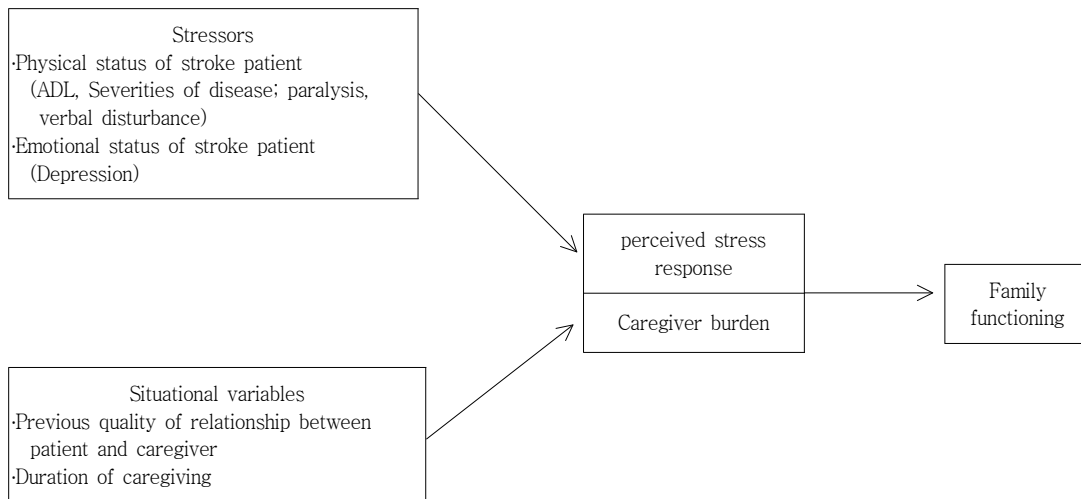 Stressors
·Physical status of stroke patient
(ADL, Severities of disease; paralysis,
verbal disturbance)
·Emotional status of stroke patient
(Depression)
perceived stress
response
Caregiver burden
Family
functioning
Situational variables
·Previous quality of relationship between
patient and caregiver
·Duration of caregiving